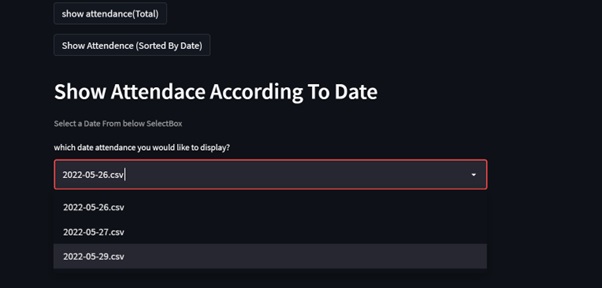 show attendance(Total)
Show Attendence (Sorted By Date)
Show Attendace According To Date
Select a Date From below SelectBox
which date attendance you would like to display?
2022-05-26.csv
2022-05-26.csv
2022-05-27.csv
2022-05-29.csv